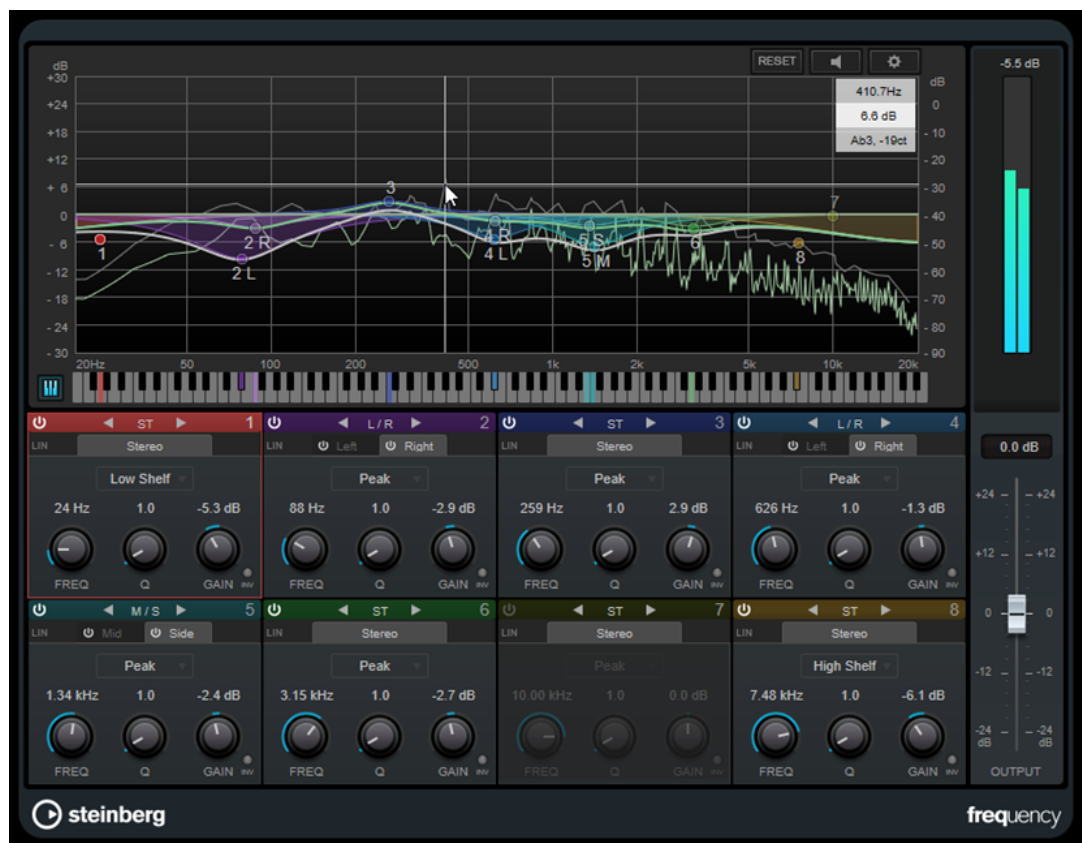 RESET
-5.5 dB
dB
+30
+24
+18
+12
+ 6
0
- 6
- 12
- 18
- 24
- 30
dB
0
- 10
- 20
- 30
- 40
- 50
- 60
- 70
- 80
- 90
410.7Hz
6.6 dB
Ab3, -19ct
1
2 R
2 L
3
4 R
4 L
5 S
5 M
6
7
8
20Hz 50 100 200 500 1k 2k 5k 10k 20k
ST 1
LIN Stereo
Low Shelf
24 Hz 1.0 -5.3 dB
FREQ Q GAIN INV
L / R 2
LIN Left Right
Peak
88 Hz 1.0 -2.9 dB
FREQ Q GAIN INV
ST 3
LIN Stereo
Peak
259 Hz 1.0 2.9 dB
FREQ Q GAIN INV
L / R 4
LIN Left Right
Peak
626 Hz 1.0 -1.3 dB
FREQ Q GAIN INV
M / S 5
LIN Mid Side
Peak
1.34 kHz 1.0 -2.4 dB
FREQ Q GAIN INV
ST 6
LIN Stereo
Peak
3.15 kHz 1.0 -2.7 dB
FREQ Q GAIN INV
ST 7
LIN Stereo
Peak
10.00 kHz 1.0 0.0 dB
FREQ Q GAIN INV
ST 8
LIN Stereo
High Shelf
7.48 kHz 1.0 -6.1 dB
FREQ Q GAIN INV
0.0 dB
+24 +24
+12 +12
0 0
-12 -12
-24 -24
dB dB
OUTPUT
steinberg
frequency